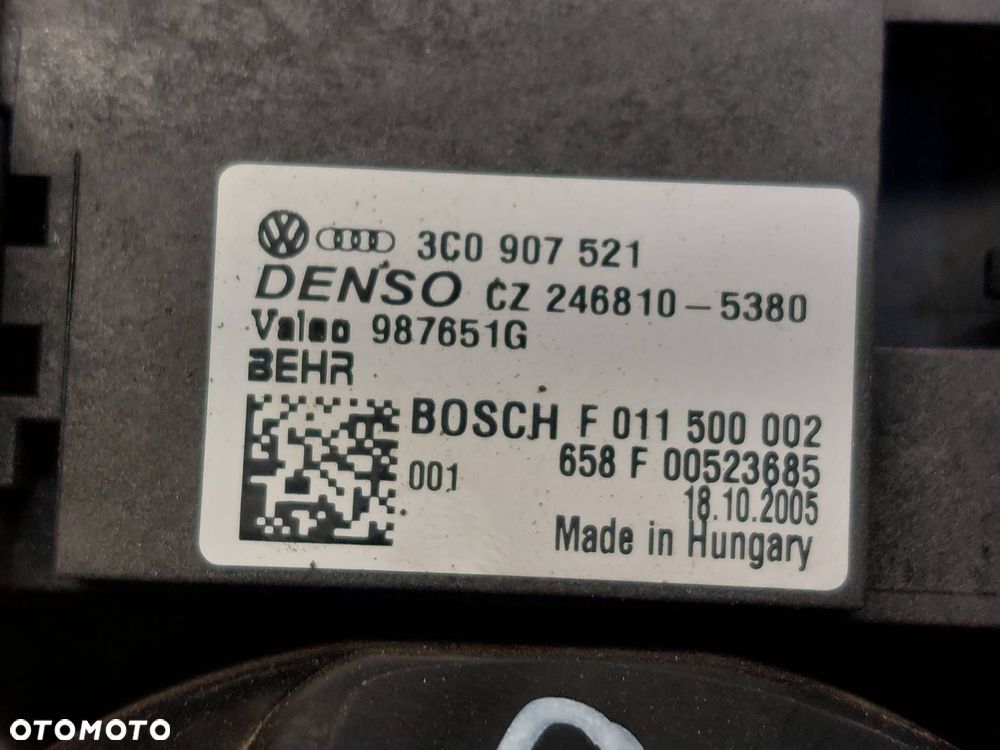 3C0 907 521
DENSO CZ 246810-5380
Valeo 987651G
BEHR
BOSCH F 011 500 002
001 658 F 00523685
18.10.2005
Made in Hungary
OTOMOTO